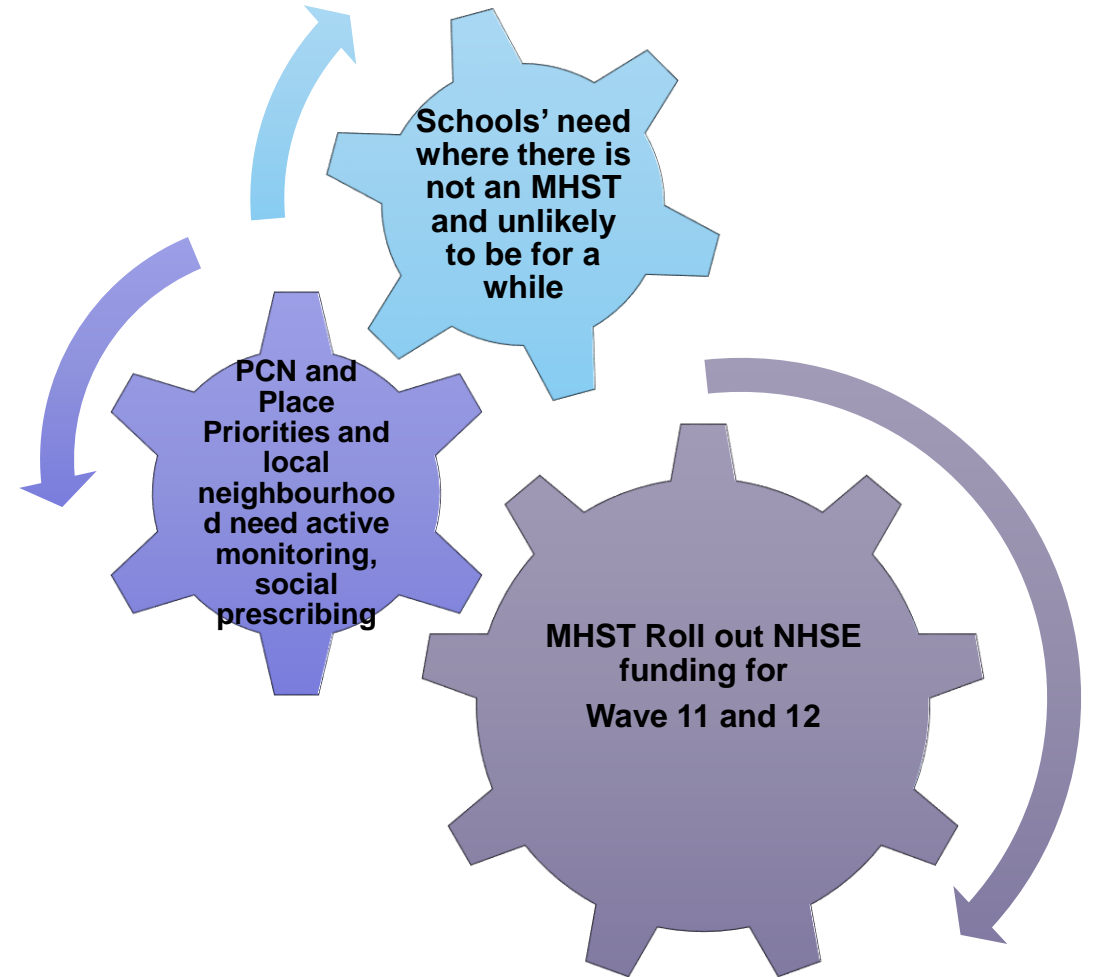 Schools’ need
where there is
not an MHST
and unlikely
to be for a
while
PCN and
Place
Priorities and
local
neighbourhoo
d need active
monitoring,
social
prescribing
MHST Roll out NHSE
funding for
Wave 11 and 12